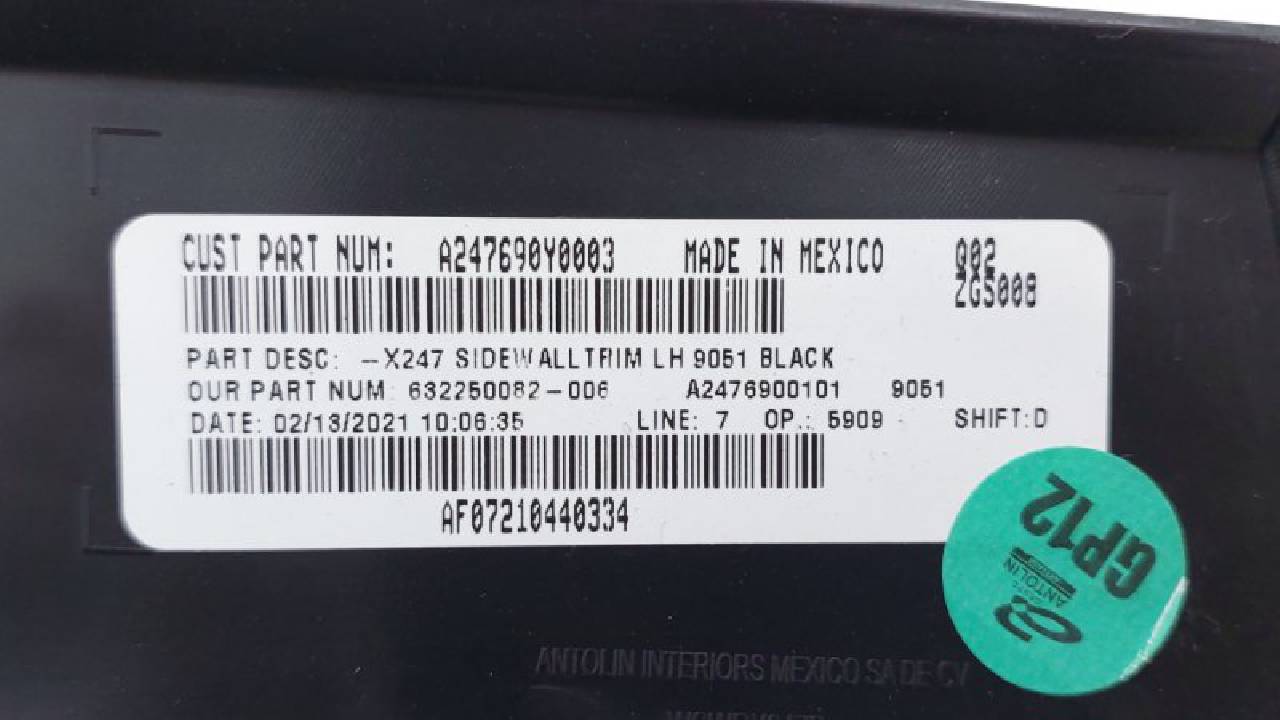 CUST PART NUM: A247690Y0003 MADE IN MEXICO 002
ZGS008
PART DESC: --X247 SIDEWALLTRIM LH 9051 BLACK
OUR PART NUM: 632250082-006 A2476900101 9051
DATE: 02/13/2021 10:06:35 LINE: 7 OP.: 5909 SHIFT:D
AF07210440334
GP12
ANTOLIN
ANTOLIN INTERIORS MEXICO SA DE CV